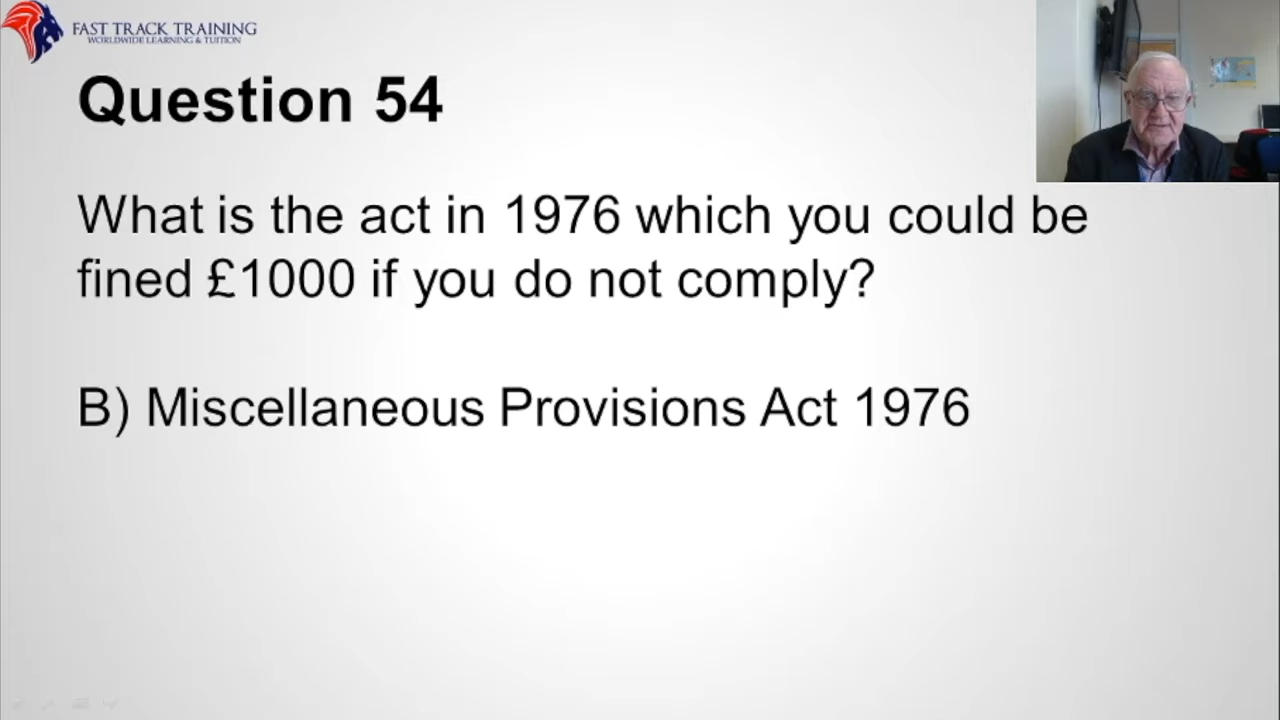 FAST TRACK TRAINING
WORLDWIDE LEARNING & TUITION
Question 54
What is the act in 1976 which you could be
fined £1000 if you do not comply?
B) Miscellaneous Provisions Act 1976